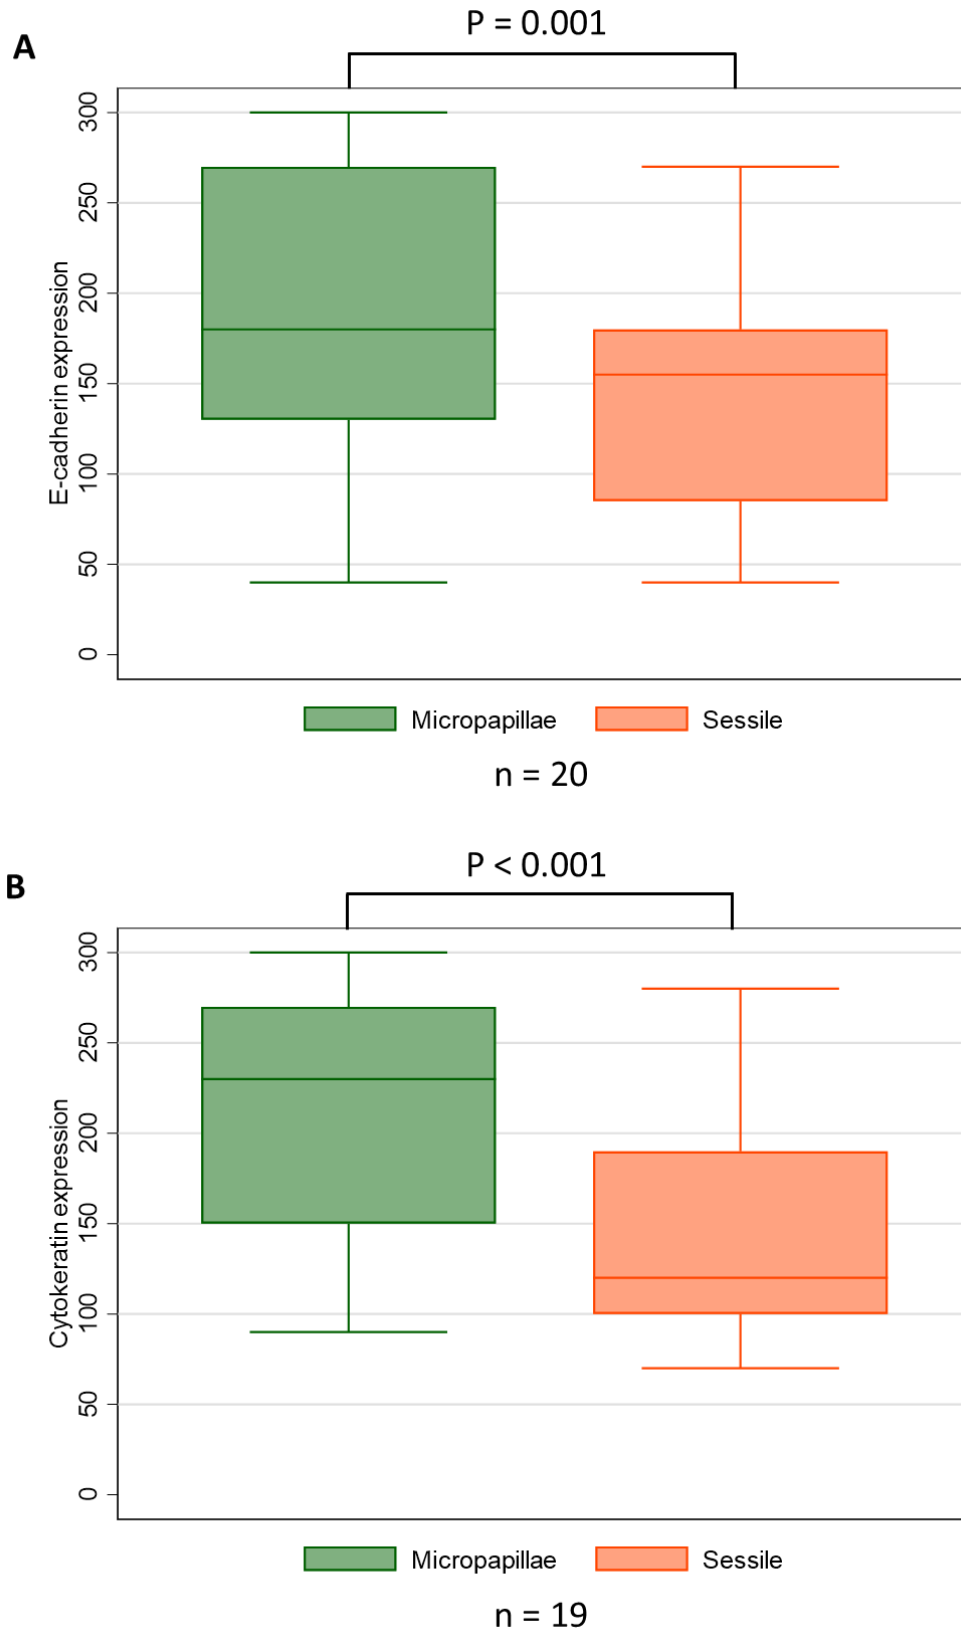 A
P = 0.001
300
250
200
150
100
50
0
E-cadherin expression
Micropapillae Sessile
n = 20
B
P < 0.001
300
250
200
150
100
50
0
Cytokeratin expression
Micropapillae Sessile
n = 19